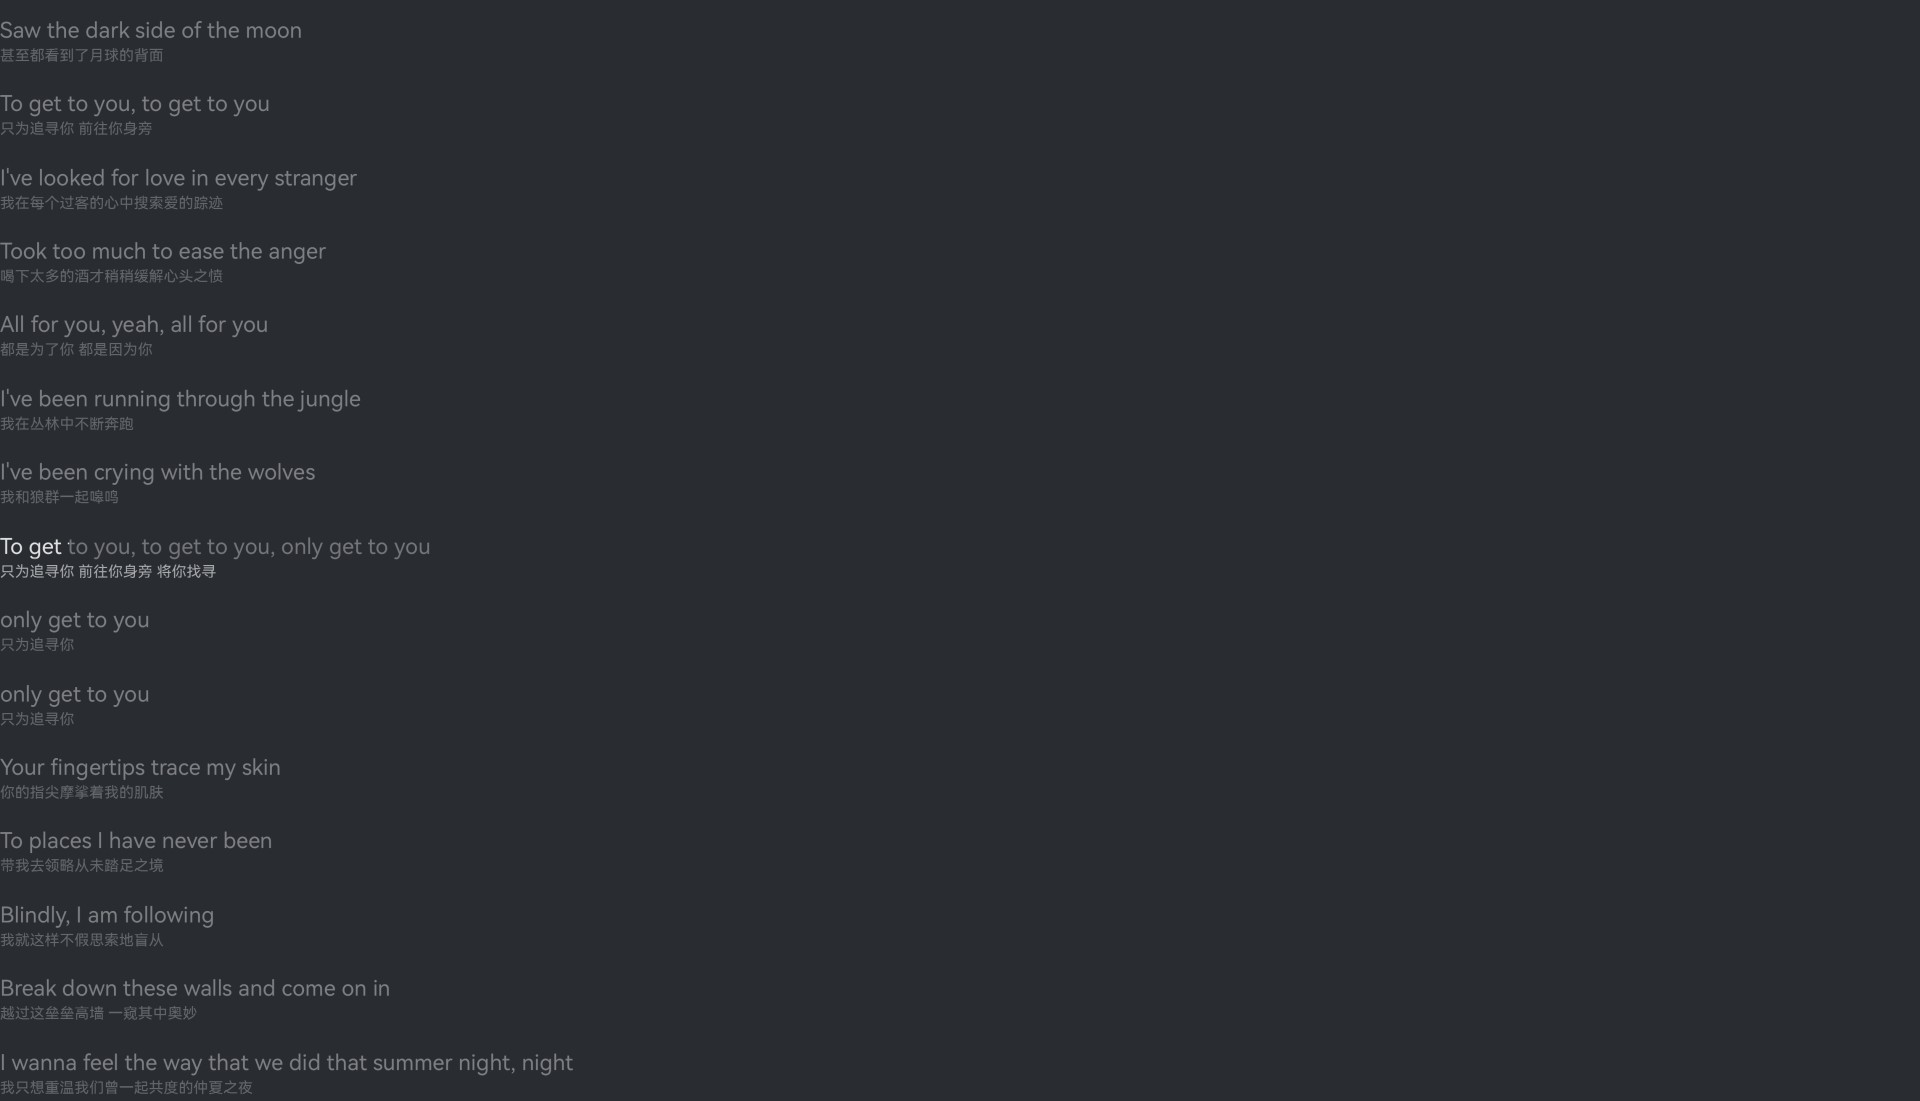 Saw the dark side of the moon
甚至都看到了月球的背面
To get to you, to get to you
只为追寻你 前往你身旁
I've looked for love in every stranger
我在每个过客的心中搜索爱的踪迹
Took too much to ease the anger
喝下太多的酒才稍稍缓解心头之愤
All for you, yeah, all for you
都是为了你 都是因为你
I've been running through the jungle
我在丛林中不断奔跑
I've been crying with the wolves
我和狼群一起嗥鸣
To get to you, to get to you, only get to you
只为追寻你 前往你身旁 将你找寻
only get to you
只为追寻你
only get to you
只为追寻你
Your fingertips trace my skin
你的指尖摩挲着我的肌肤
To places I have never been
带我去领略从未踏足之境
Blindly, I am following
我就这样不假思索地盲从
Break down these walls and come on in
越过这垒垒高墙 一窥其中奥妙
I wanna feel the way that we did that summer night, night
我只想重温我们曾一起共度的仲夏之夜